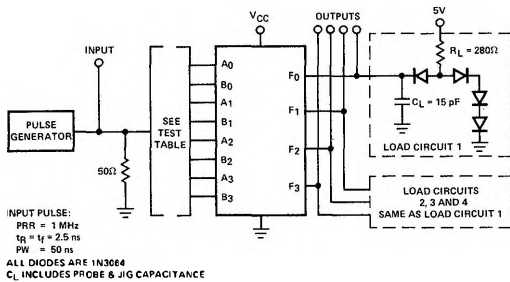 VCC
OUTPUTS
5V
INPUT
RL = 280Ω
PULSE
GENERATOR
50Ω
SEE
TEST
TABLE
A0
B0
A1
B1
A2
B2
A3
B3
F0
F1
F2
F3
CL = 15 pF
LOAD CIRCUIT 1
LOAD CIRCUITS
2, 3 AND 4
SAME AS LOAD CIRCUIT 1
INPUT PULSE:
PRR = 1 MHz
tR = tf = 2.5 ns
PW = 50 ns
ALL DIODES ARE 1N3064
CL INCLUDES PROBE & JIG CAPACITANCE